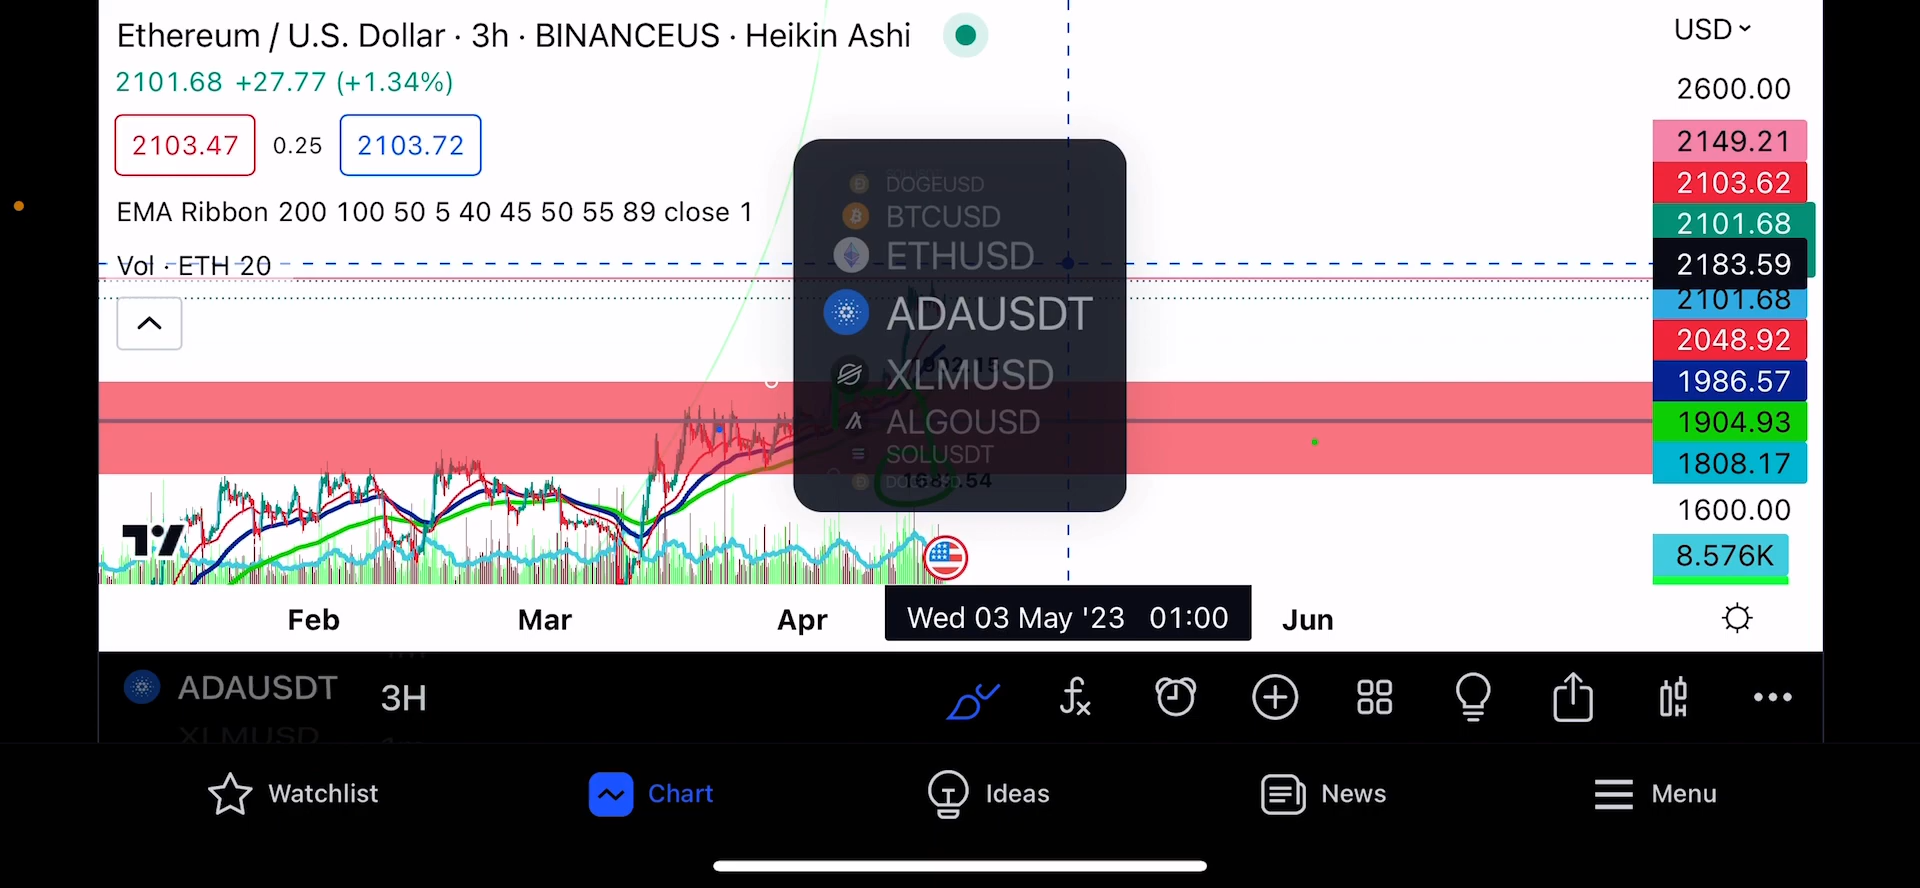 Ethereum / U.S. Dollar · 3h · BINANCEUS · Heikin Ashi
USD
2101.68 +27.77 (+1.34%)
2600.00
2103.47 0.25 2103.72
2149.21
2103.62
EMA Ribbon 200 100 50 5 40 45 50 55 89 close 1
2101.68
Vol · ETH 20
2183.59
2101.68
2048.92
1986.57
1904.93
1808.17
1600.00
8.576K
DOGEUSD
BTCUSD
ETHUSD
ADAUSDT
XLMUSD
ALGOUSD
SOLUSDT
Feb Mar Apr Wed 03 May '23 01:00 Jun
ADAUSDT 3H
XLMUSD
Watchlist Chart Ideas News Menu